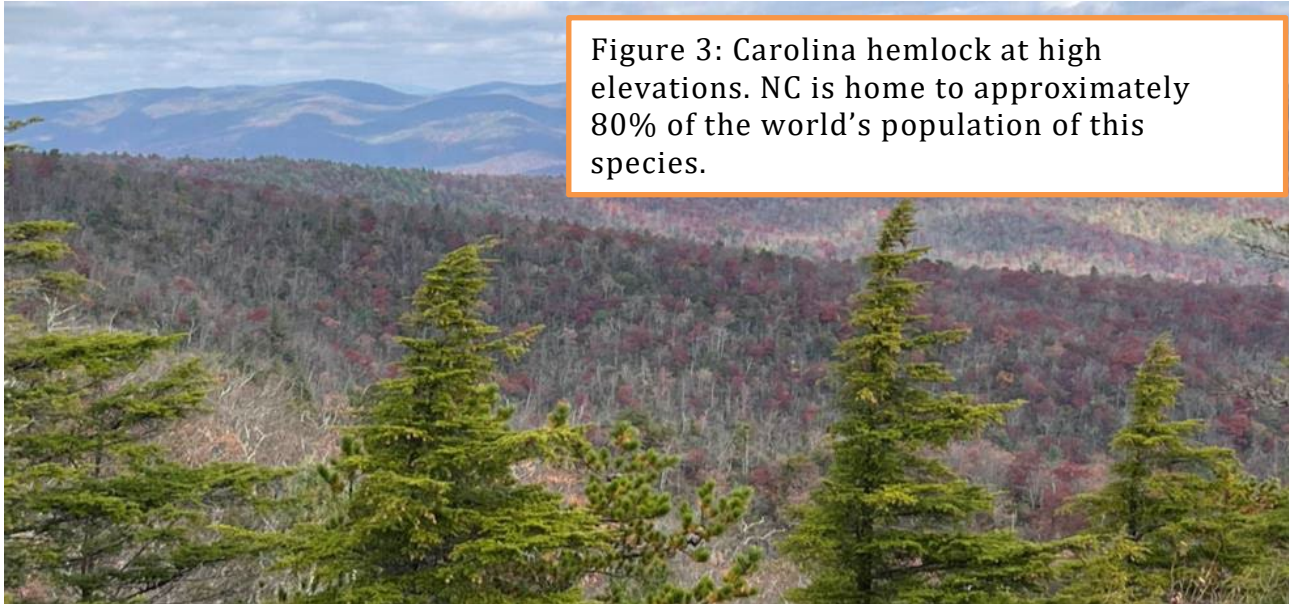 Figure 3: Carolina hemlock at high
elevations. NC is home to approximately
80% of the world’s population of this
species.